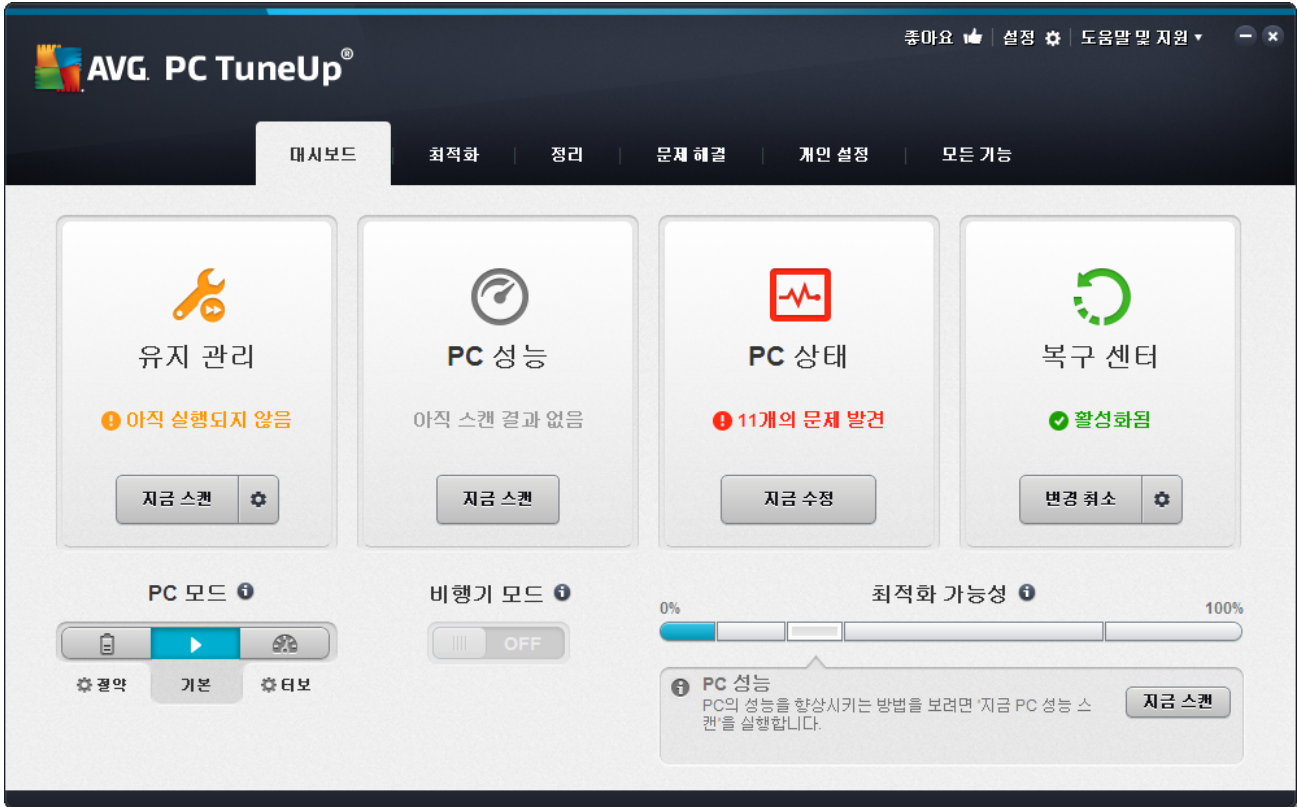 좋아요 설정 도움말 및 지원
AVG. PC TuneUp®
대시보드 최적화 정리 문제 해결 개인 설정 모든 기능
유지 관리
아직 실행되지 않음
지금 스캔
PC 성능
아직 스캔 결과 없음
지금 스캔
PC 상태
11개의 문제 발견
지금 수정
복구 센터
활성화됨
변경 취소
PC 모드
절약 기본 터보
비행기 모드
OFF
최적화 가능성
0% 100%
PC 성능
PC의 성능을 향상시키는 방법을 보려면 '지금 PC 성능 스
캔'을 실행합니다.
지금 스캔